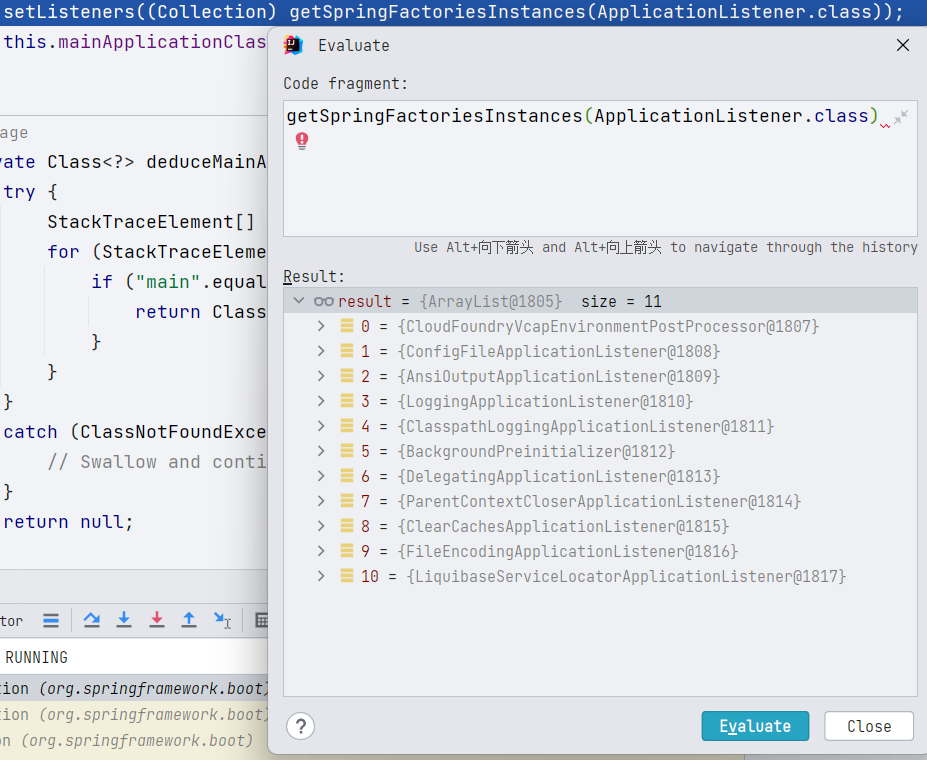 setListeners((Collection) getSpringFactoriesInstances(ApplicationListener.class));
this.mainApplicationClas
age
vate Class<?> deduceMainA
try {
StackTraceElement[]
for (StackTraceEleme
if ("main".equal
return Class
}
}
}
catch (ClassNotFoundExce
// Swallow and conti
}
return null;
tor
RUNNING
tion (org.springframework.boot)
tion (org.springframework.boot)
on (org.springframework.boot)
Evaluate
Code fragment:
getSpringFactoriesInstances(ApplicationListener.class)
Use Alt+向下箭头 and Alt+向上箭头 to navigate through the history
Result:
result = {ArrayList@1805} size = 11
0 = {CloudFoundryVcapEnvironmentPostProcessor@1807}
1 = {ConfigFileApplicationListener@1808}
2 = {AnsiOutputApplicationListener@1809}
3 = {LoggingApplicationListener@1810}
4 = {ClasspathLoggingApplicationListener@1811}
5 = {BackgroundPreinitializer@1812}
6 = {DelegatingApplicationListener@1813}
7 = {ParentContextCloserApplicationListener@1814}
8 = {ClearCachesApplicationListener@1815}
9 = {FileEncodingApplicationListener@1816}
10 = {LiquibaseServiceLocatorApplicationListener@1817}
?
Evaluate
Close